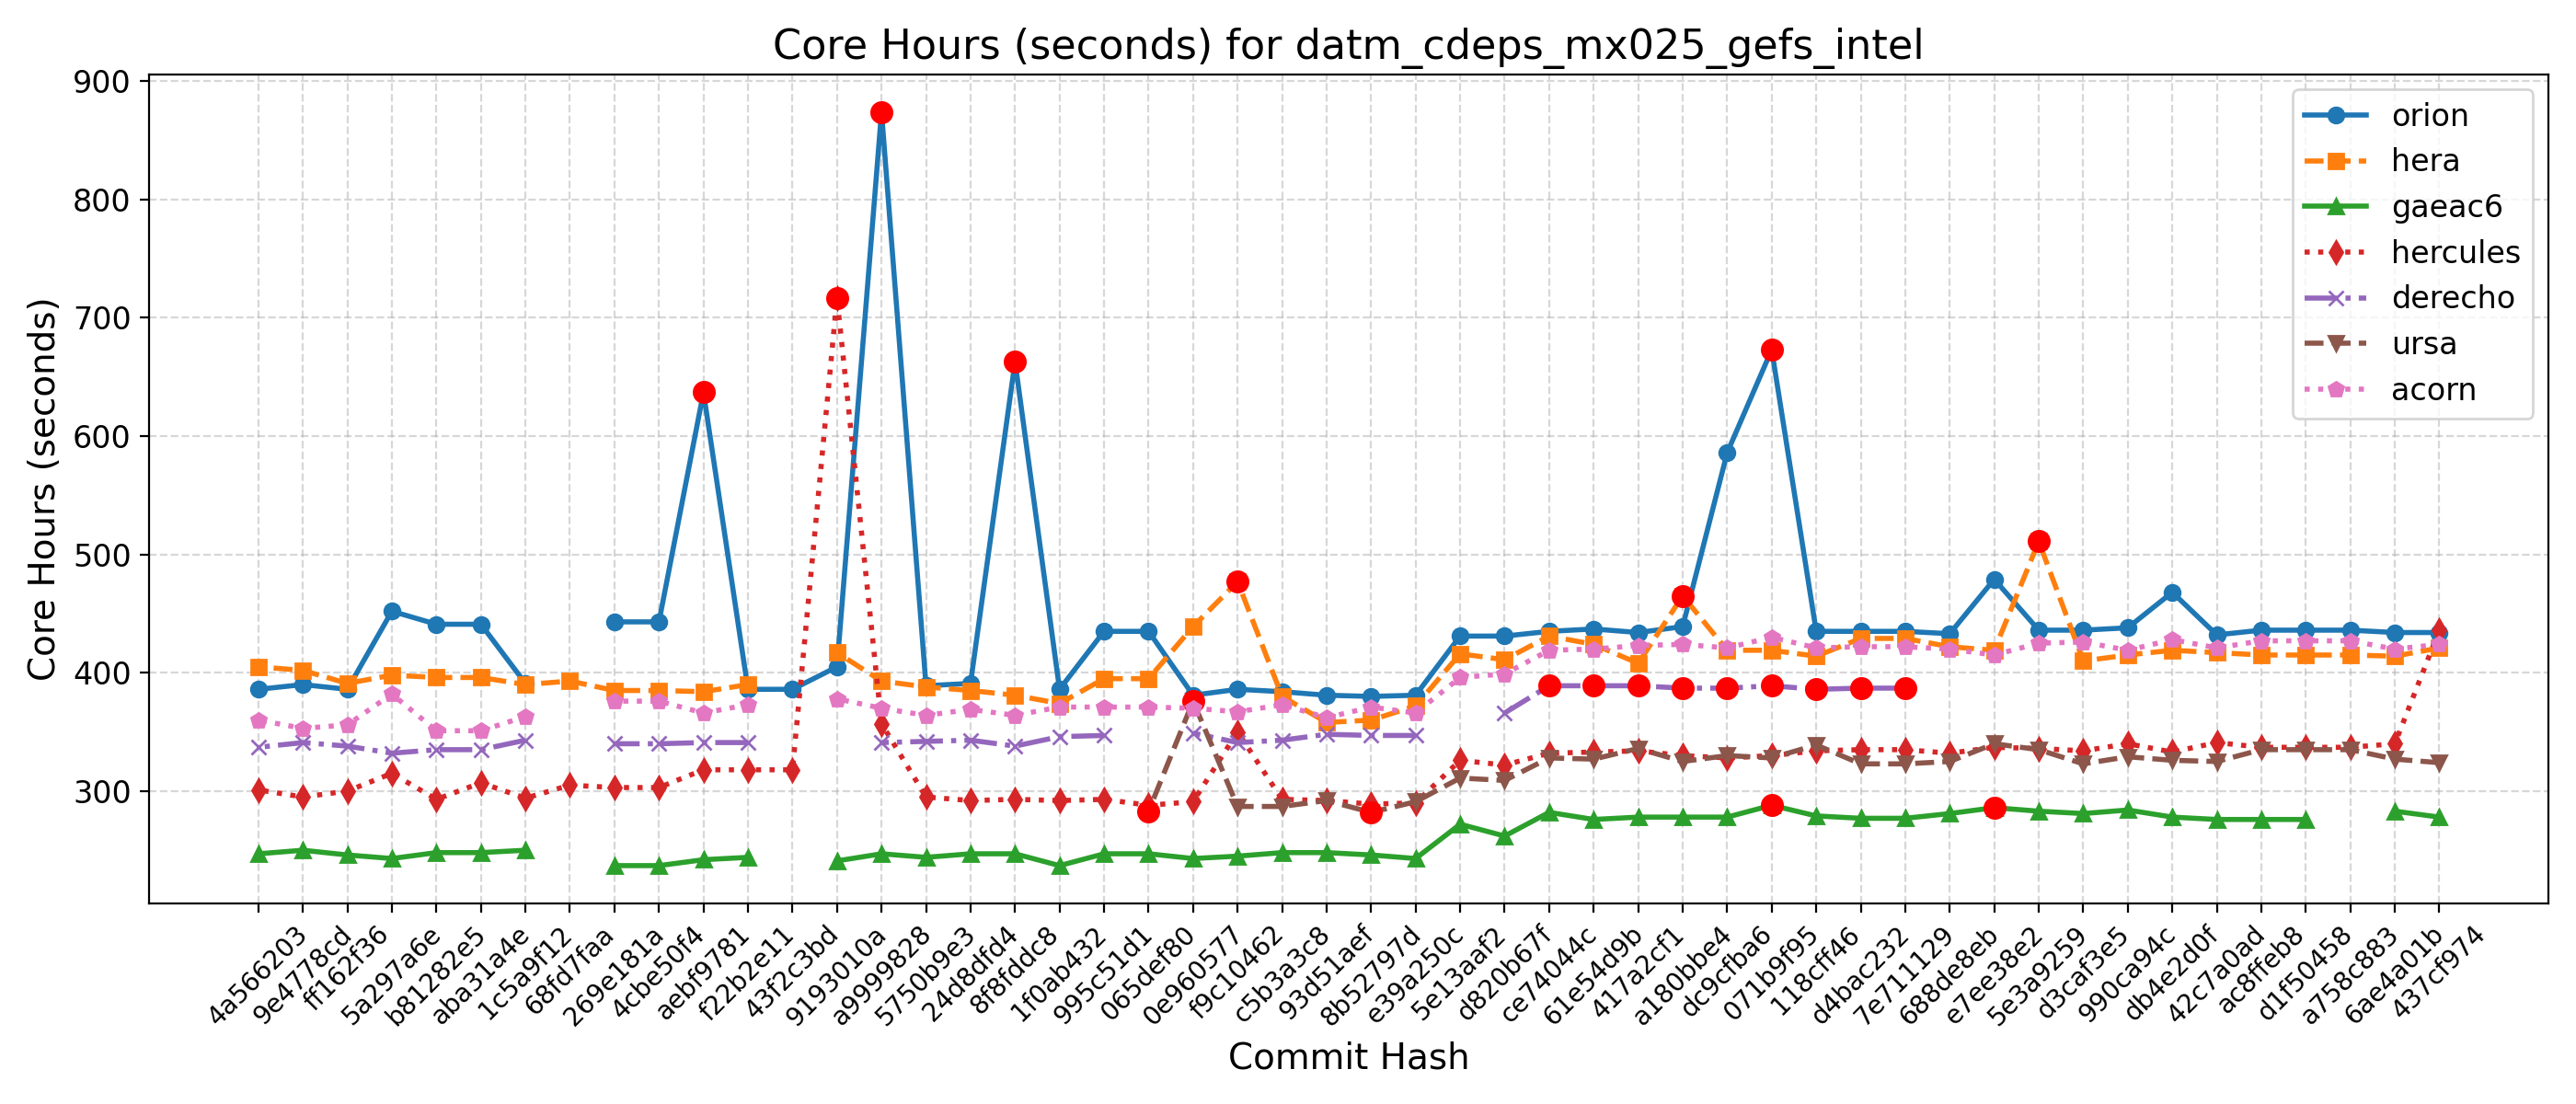 Core Hours (seconds) for datm_cdeps_mx025_gefs_intel
Core Hours (seconds)
900
800
700
600
500
400
300
orion
hera
gaeac6
hercules
derecho
ursa
acorn
4a566203
9e4778cd
ff162f36
5a297a6e
b81282e5
aba31a4e
1c5a9f12
68fd7faa
269e181a
4cbe50f4
aebf9781
f22b2e11
43f2c3bd
9193010a
a9999828
5750b9e3
24d8dfd4
8f8fddc8
1f0ab432
995c51d1
065def80
0e960577
f9c10462
c5b3a3c8
93d51aef
8b52797d
e39a250c
5e13aaf2
d820b67f
ce74044c
61e54d9b
417a2cf1
a180bbe4
dc9cfba6
071b9f95
118cff46
d4bac232
7e711129
688de8eb
e7ee38e2
5e3a9259
d3caf3e5
990ca94c
db4e2d0f
42c7a0ad
ac8ffeb8
d1f50458
a758c883
6ae4a01b
437cf974
Commit Hash